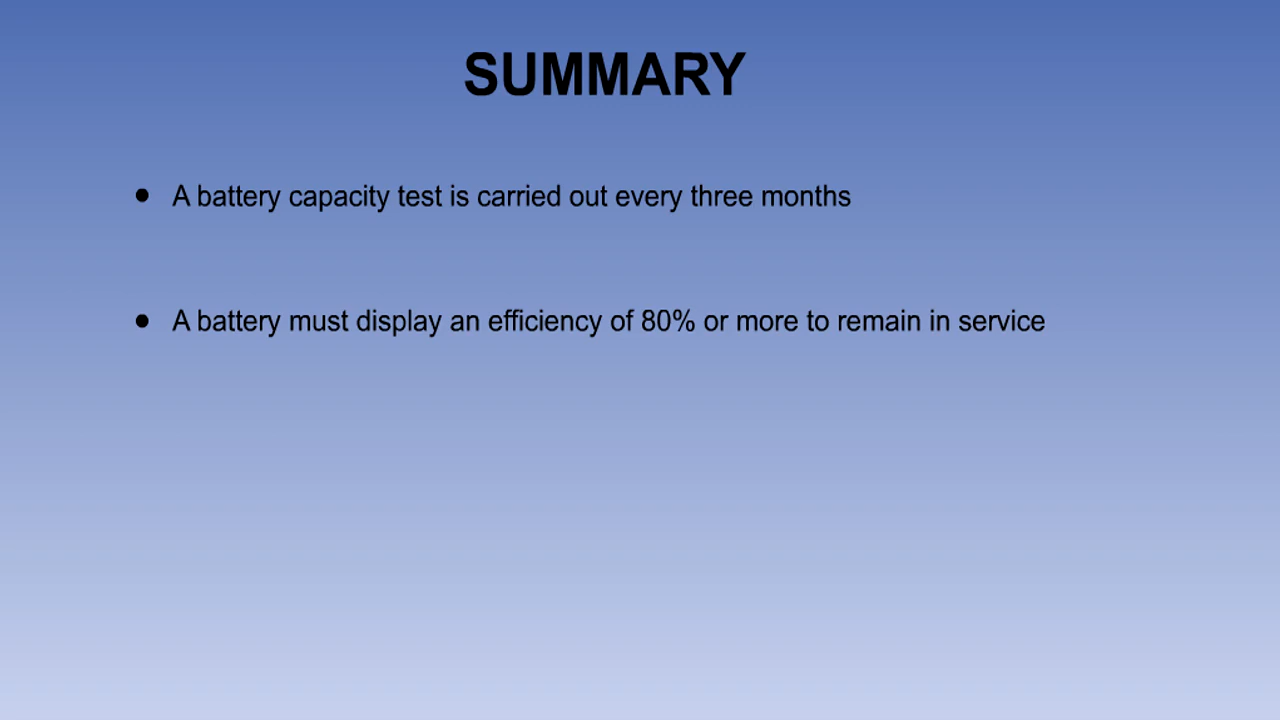 SUMMARY
• A battery capacity test is carried out every three months
• A battery must display an efficiency of 80% or more to remain in service